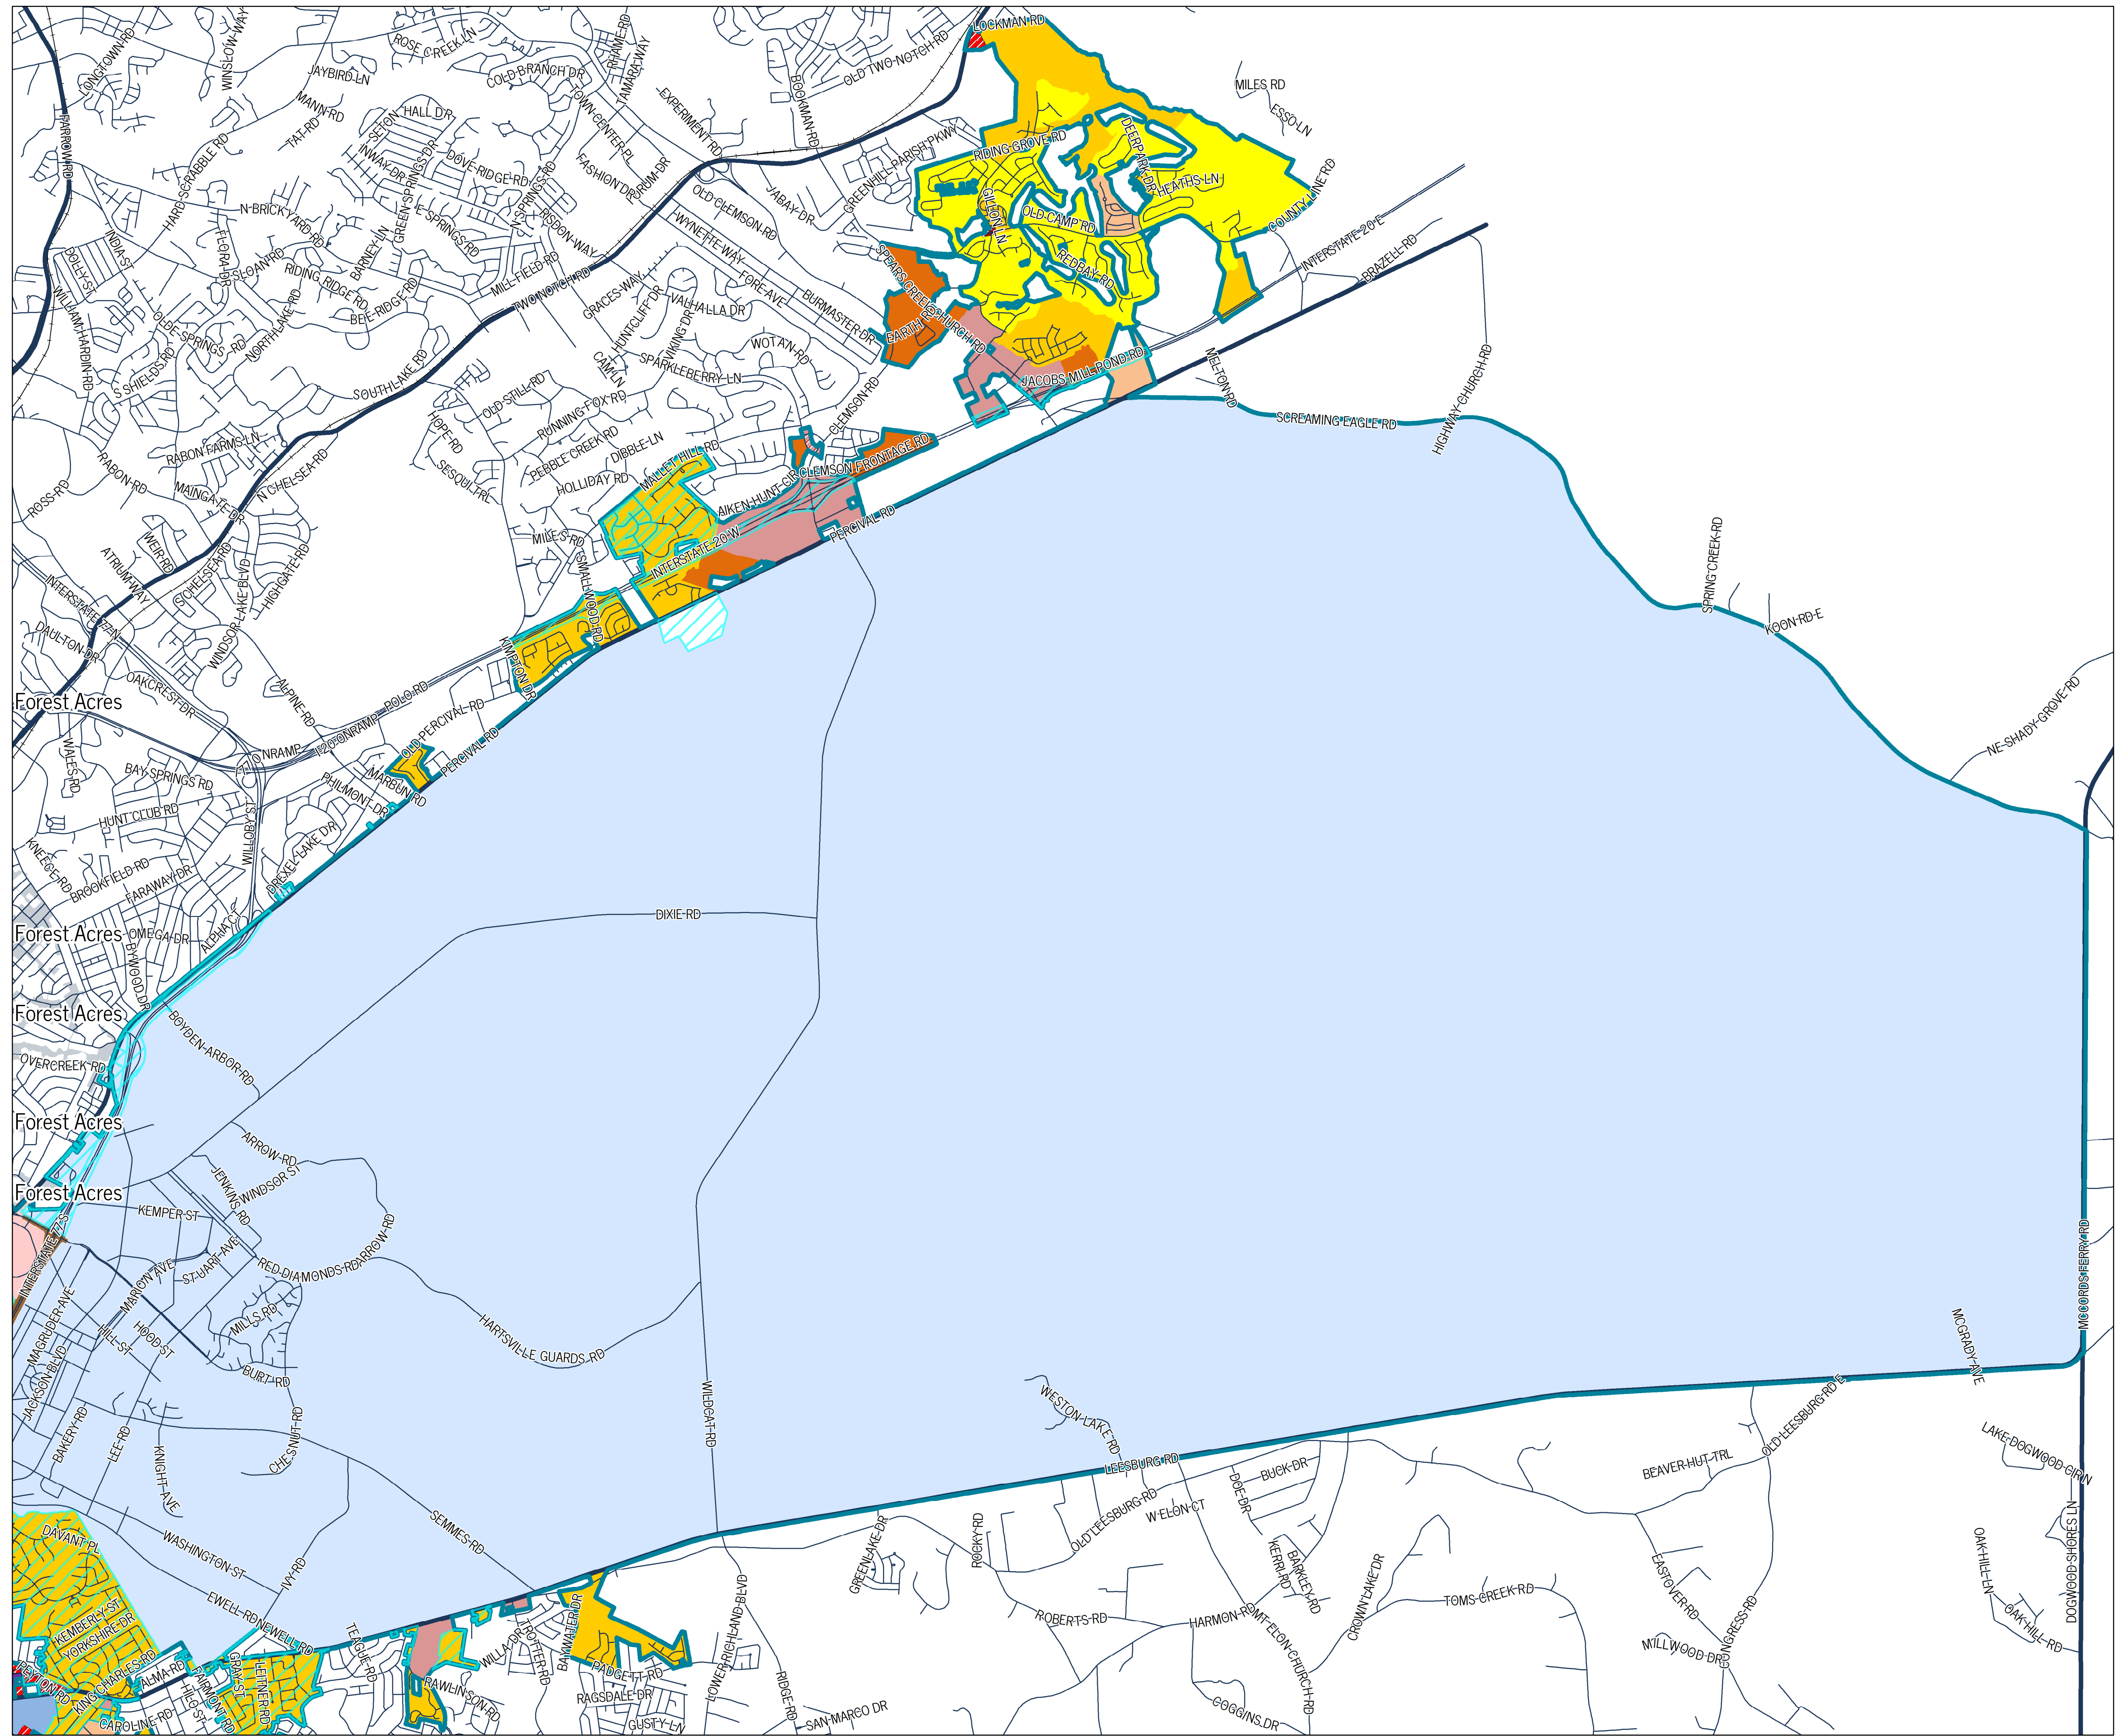 LOCKMAN RD
LONGTOWN RD
WINSLOW WAY
ROSE CREEK LN
RHAME RD
TAMARA WAY
JAYBIRD LN
COLD BRANCH DR
OLD TWO NOTCH RD
BOOKMAN RD
MILES RD
ESSO LN
MANN RD
TAT RD
SETON HALL DR
TOWN CENTER PL
EXPERIMENT RD
FARROW RD
HARD SCRABBLE RD
INWAY DR
DOVE RIDGE RD
FASHION DR
FORUM DR
GREENHILL PARISH PKWY
RIDING GROVE RD
DEERPARK DR
HEATHS LN
COUNTY LINE RD
GREEN SPRINGS DR
N SPRINGS RD
OLD CLEMSON RD
JABAY DR
GILLON LN
OLD CAMP RD
N BRICKYARD RD
E SPRINGS RD
RISDON WAY
WYNETTE WAY
INDIA ST
DOLLY ST
FLORA DR
SLOAN RD
BARNEY LN
RIDING RIDGE RD
MILL FIELD RD
TWO NOTCH RD
GRACES WAY
FORE AVE
BURMASTER DR
SPEARS CREEK CHURCH RD
REDBAY RD
INTERSTATE 20 E
BRAZELL RD
WILLIAM HARDIN RD
OLDE SPRINGS RD
NORTHLAKE RD
BEE RIDGE RD
HUNTCLIFT DR
VALHALLA DR
VIKING DR
EARTH RD
S SHIELDS RD
SOUTH LAKE RD
CAM LN
SPARKLEBERRY LN
WOTAN RD
JACOBS MILL POND RD
MELTON RD
HIGHWAY CHURCH RD
SCREAMING EAGLE RD
OLD STILL RD
RUNNING FOX RD
CLEMSON RD
HOPE RD
RABON FARMS LN
RABON RD
N CHELSEA RD
PEBBLE CREEK RD
DIBBLE LN
HOLLIDAY RD
MALLET HILL RD
SESQUI TRL
AIKEN HUNT CIR
CLEMSON FRONTAGE RD
ROSS RD
MAINGATE DR
WEIR RD
MILES RD
INTERSTATE 20 W
PERCIVAL RD
ATRIUM WAY
S CHELSEA RD
HIGHGATE RD
WINDSOR LAKE BLVD
SMALLWOOD RD
SPRING CREEK RD
KOON RD E
INTERSTATE 77 N
DAULTON DR
OAKCREST DR
ALPINE RD
KIMPTON DR
NE SHADY GROVE RD
Forest Acres
POLO RD
I 20 ONRAMP
OLD PERCIVAL RD
PERCIVAL RD
WALES RD
BAY SPRINGS RD
MARBUN RD
PHILMONT DR
HUNT CLUB RD
WILLOBY ST
DREXEL LAKE DR
KNEECE RD
BROOKFIELD RD
FARAWAY DR
DIXIE RD
Forest Acres
OMEGA DR
ALPHA CT
BYWOOD DR
Forest Acres
BOYDEN ARBOR RD
OVERCREEK RD
Forest Acres
ARROW RD
Forest Acres
JENKINS RD
WINDSOR ST
KEMPER ST
INTERSTATE 77 S
STUART AVE
ARROW RD
RED DIAMONDS RD
MARION AVE
MAGRUDER AVE
MILLS RD
HILL ST
HOOD ST
HARTSVILLE GUARDS RD
MCCORDS FERRY RD
MCGRADY AVE
JACKSON BLVD
BURT RD
WILDCAT RD
WESTON LAKE RD
OLD LEESBURG RD E
BAKERY RD
LEE RD
KNIGHT AVE
CHESNUT RD
LEESBURG RD
BUCK DR
DOE DR
BEAVER HUT TRL
LAKE DOGWOOD CIR N
DAVANT PL
WASHINGTON ST
SEMMES RD
IVY RD
GREENLAKE DR
ROCKY RD
OLD LEESBURG RD
W ELON CT
KERRI RD
BARKLEY RD
CROWN LAKE DR
EASTOVER RD
OAK HILL LN
DOGWOOD SHORES LN
OAK HILL RD
KEMBERLY ST
YORKSHIRE DR
EWELL RD
NEWELL RD
TEAGUE RD
BAYWATER DR
TROTTER RD
WILLA DR
PADGETT RD
LOWER RICHLAND BLVD
ROBERTS RD
HARMON RD
MT ELON CHURCH RD
TOMS CREEK RD
CONGRESS RD
MILLWOOD DR
PEYTON RD
KING CHARLES RD
ALMA RD
FAIRMONT RD
GRAY ST
LEITNER RD
HILG ST
CAROLINE RD
RAWLINSON RD
RAGSDALE DR
GUSTY LN
RIDGE RD
SAN MARCO DR
COGGINS DR